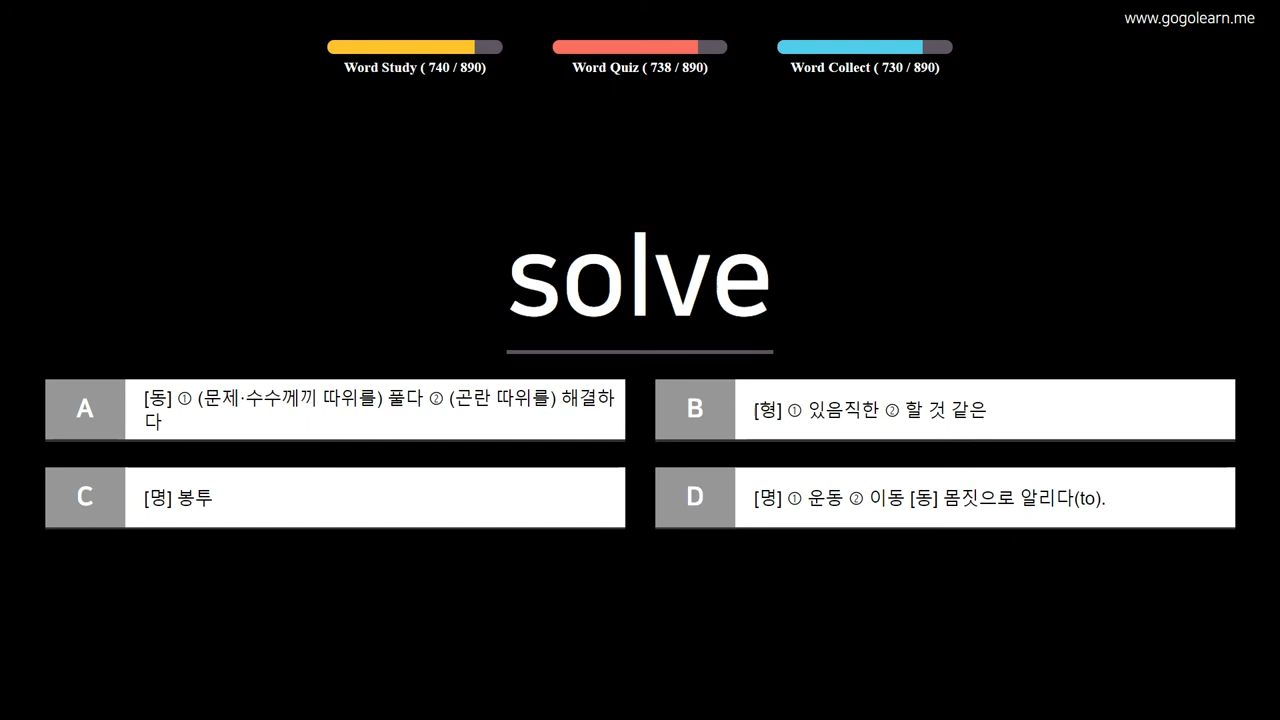 www.gogolearn.me
Word Study ( 740 / 890)
Word Quiz ( 738 / 890)
Word Collect ( 730 / 890)
solve
A
[동] ① (문제·수수께끼 따위를) 풀다 ② (곤란 따위를) 해결하
다
B
[형] ① 있음직한 ② 할 것 같은
C
[명] 봉투
D
[명] ① 운동 ② 이동 [동] 몸짓으로 알리다(to).